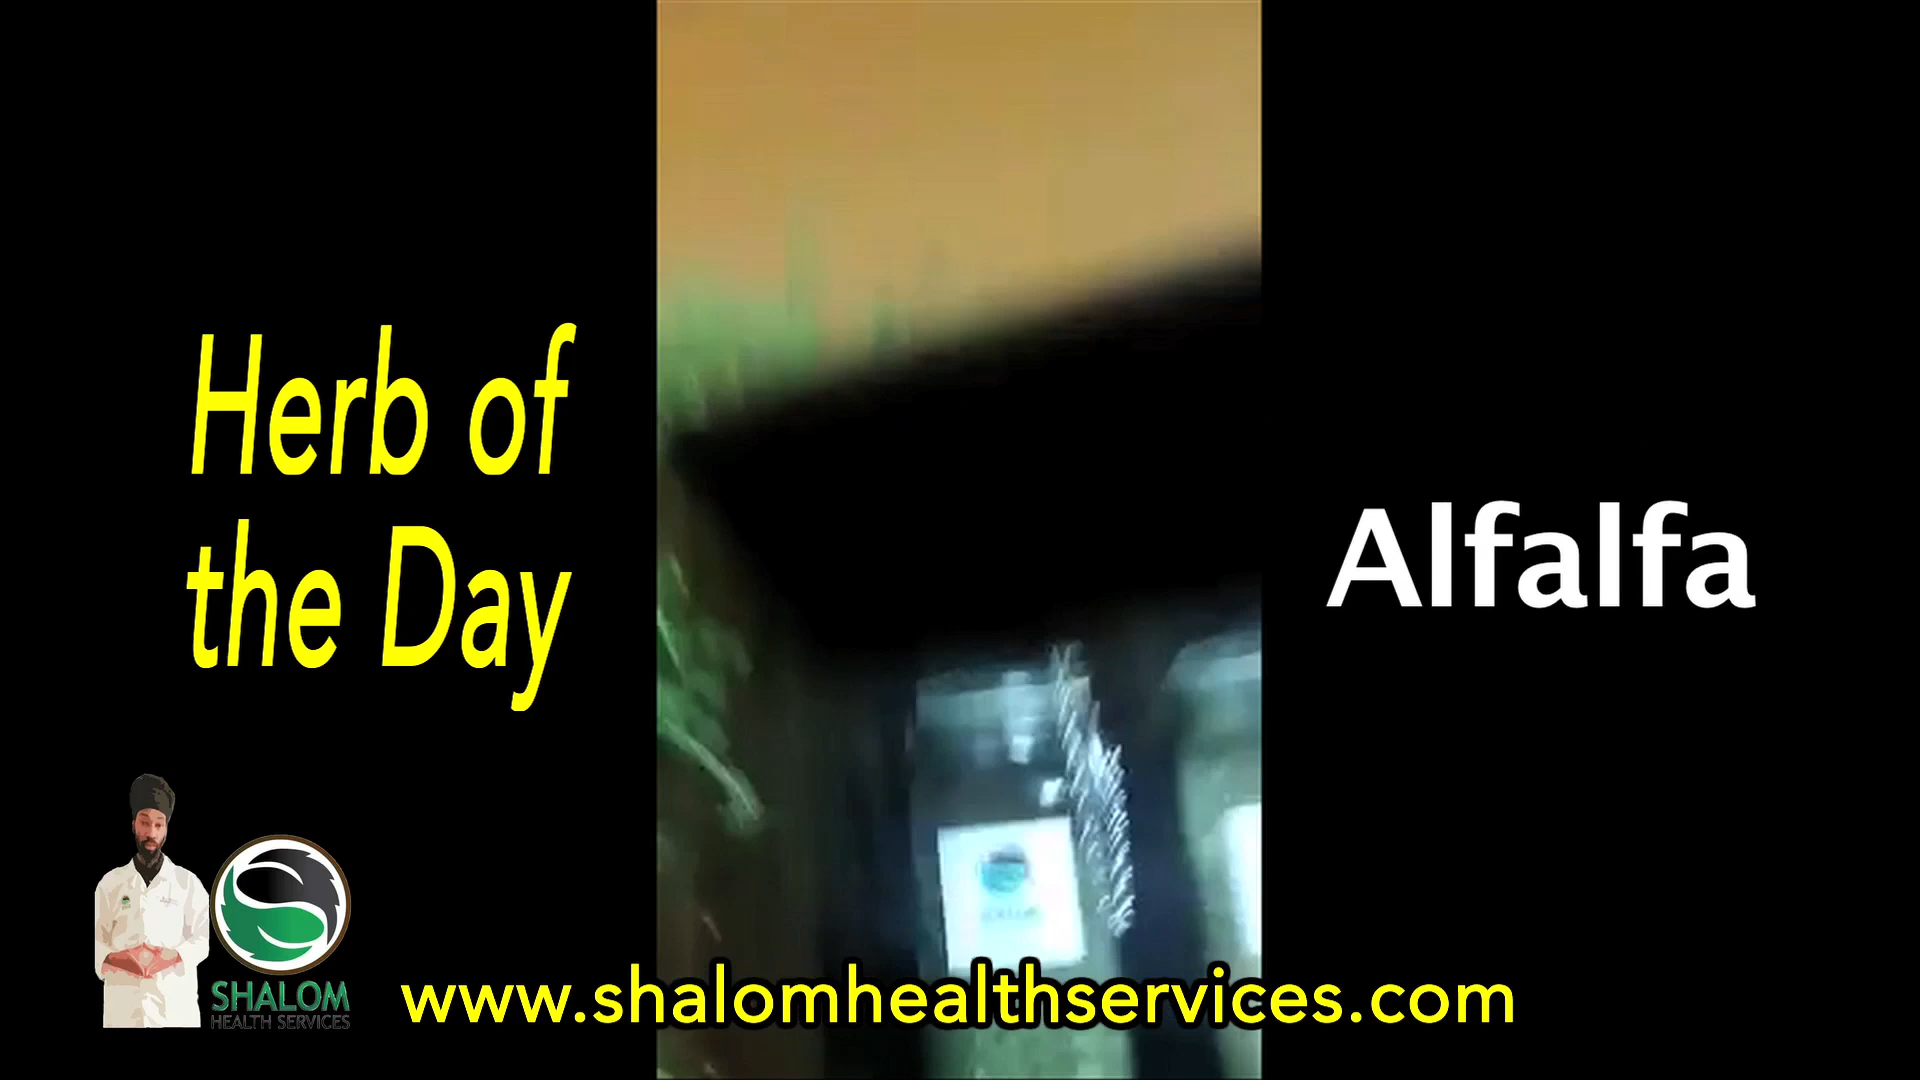 Herb of
the Day
Alfalfa
SHALOM
HEALTH SERVICES
www.shalomhealthservices.com